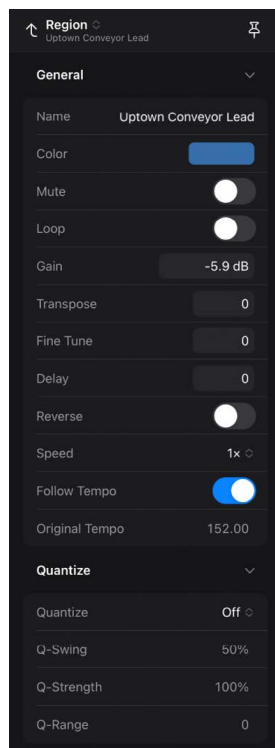 Region
Uptown Conveyor Lead
General
Name Uptown Conveyor Lead
Color
Mute
Loop
Gain -5.9 dB
Transpose 0
Fine Tune 0
Delay 0
Reverse
Speed 1×
Follow Tempo
Original Tempo 152.00
Quantize
Quantize Off
Q-Swing 50%
Q-Strength 100%
Q-Range 0